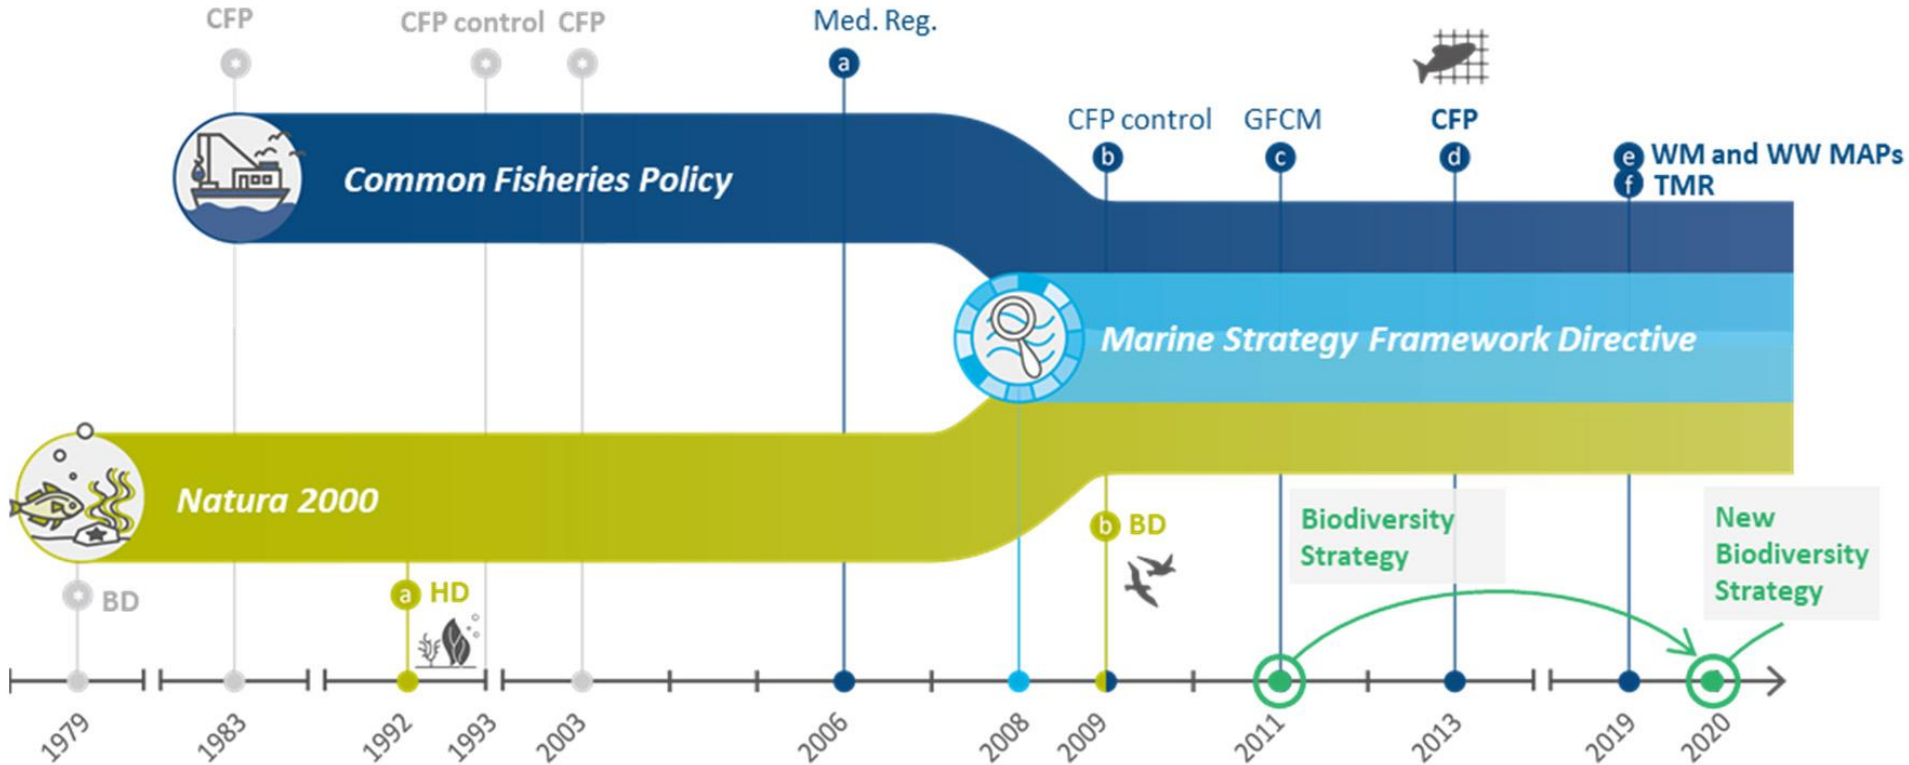 CFP
CFP control
CFP
Med. Reg.
a
CFP control
GFCM
CFP
b
c
d
e WM and WW MAPs
f TMR
Common Fisheries Policy
Marine Strategy Framework Directive
Natura 2000
b BD
Biodiversity
Strategy
New
Biodiversity
Strategy
BD
a HD
1979
1983
1992
1993
2003
2006
2008
2009
2011
2013
2019
2020